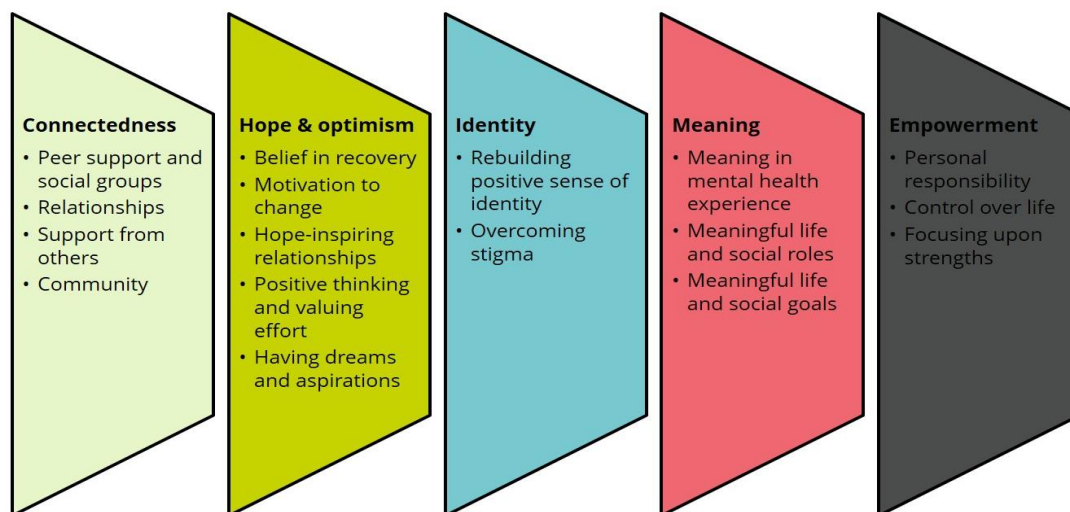 Connectedness
• Peer support and
social groups
• Relationships
• Support from
others
• Community
Hope & optimism
• Belief in recovery
• Motivation to
change
• Hope-inspiring
relationships
• Positive thinking
and valuing
effort
• Having dreams
and aspirations
Identity
• Rebuilding
positive sense of
identity
• Overcoming
stigma
Meaning
• Meaning in
mental health
experience
• Meaningful life
and social roles
• Meaningful life
and social goals
Empowerment
• Personal
responsibility
• Control over life
• Focusing upon
strengths